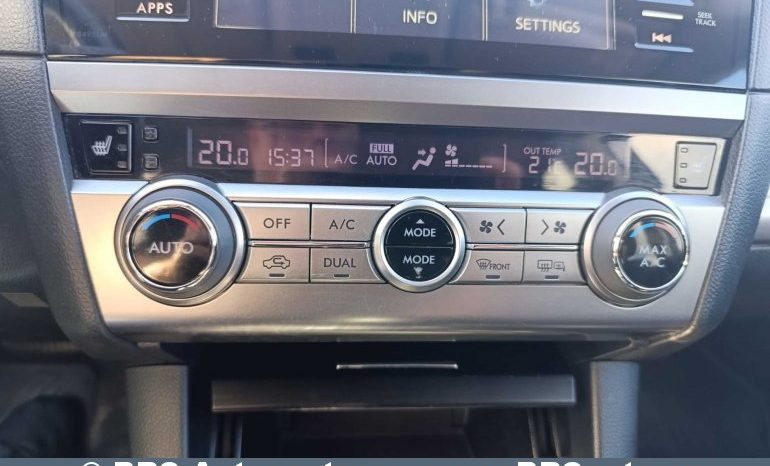 APPS
INFO
SETTINGS
SEEK
TRACK
20.0 15:37 A/C FULL AUTO OUT TEMP 20.0
OFF A/C MODE
AUTO MAX A/C
DUAL MODE FRONT